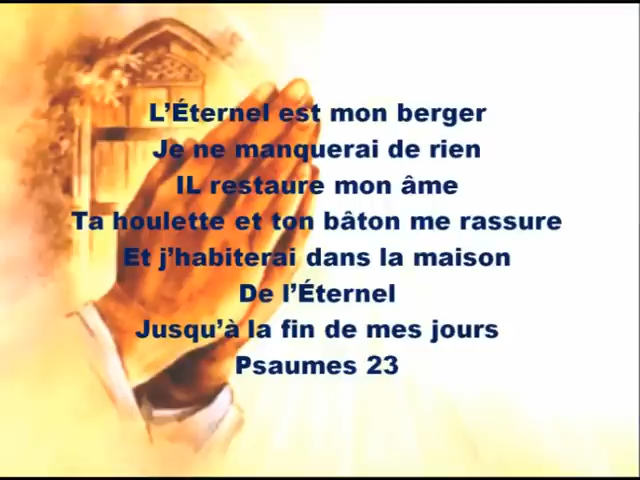 L'Éternel est mon berger
Je ne manquerai de rien
IL restaure mon âme
Ta houlette et ton bâton me rassure
Et j'habiterai dans la maison
De l'Éternel
Jusqu'à la fin de mes jours
Psaumes 23